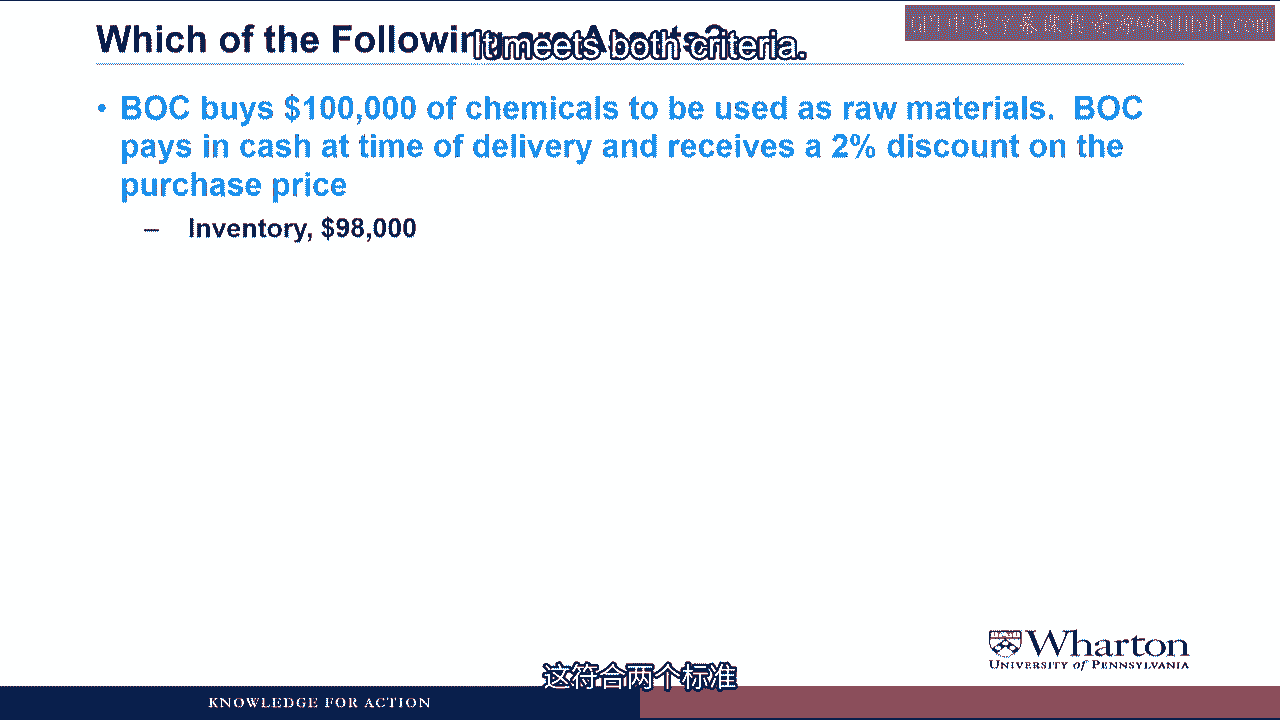 Which of the Following are Assets?
It meets both criteria.
• BOC buys $100,000 of chemicals to be used as raw materials. BOC
pays in cash at time of delivery and receives a 2% discount on the
purchase price
– Inventory, $98,000
Wharton
UNIVERSITY of PENNSYLVANIA
这符合两个标准
KNOWLEDGE FOR ACTION